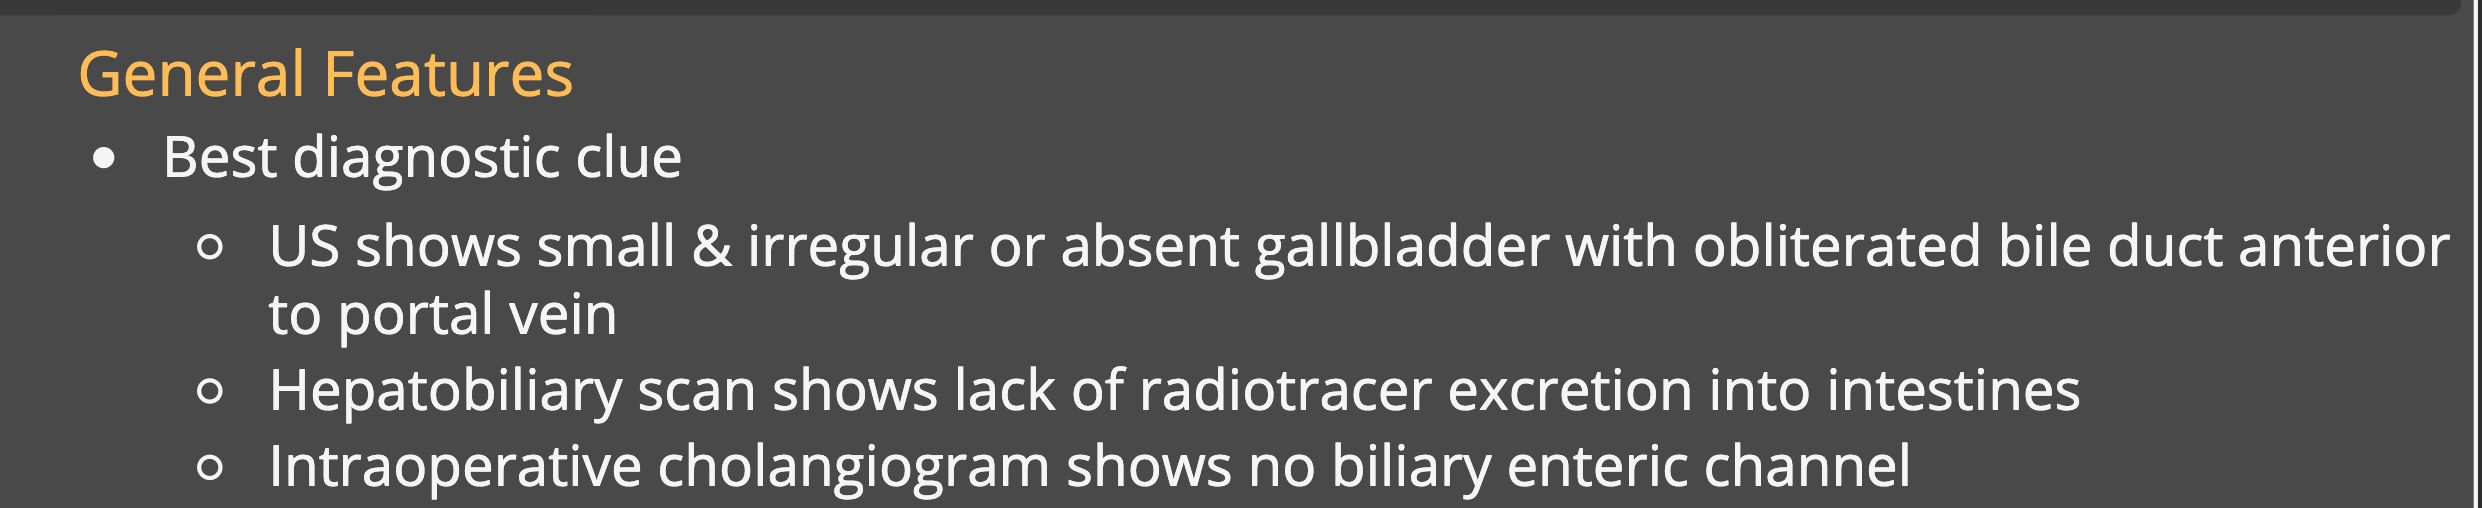 General Features
● Best diagnostic clue
○ US shows small & irregular or absent gallbladder with obliterated bile duct anterior
to portal vein
○ Hepatobiliary scan shows lack of radiotracer excretion into intestines
○ Intraoperative cholangiogram shows no biliary enteric channel